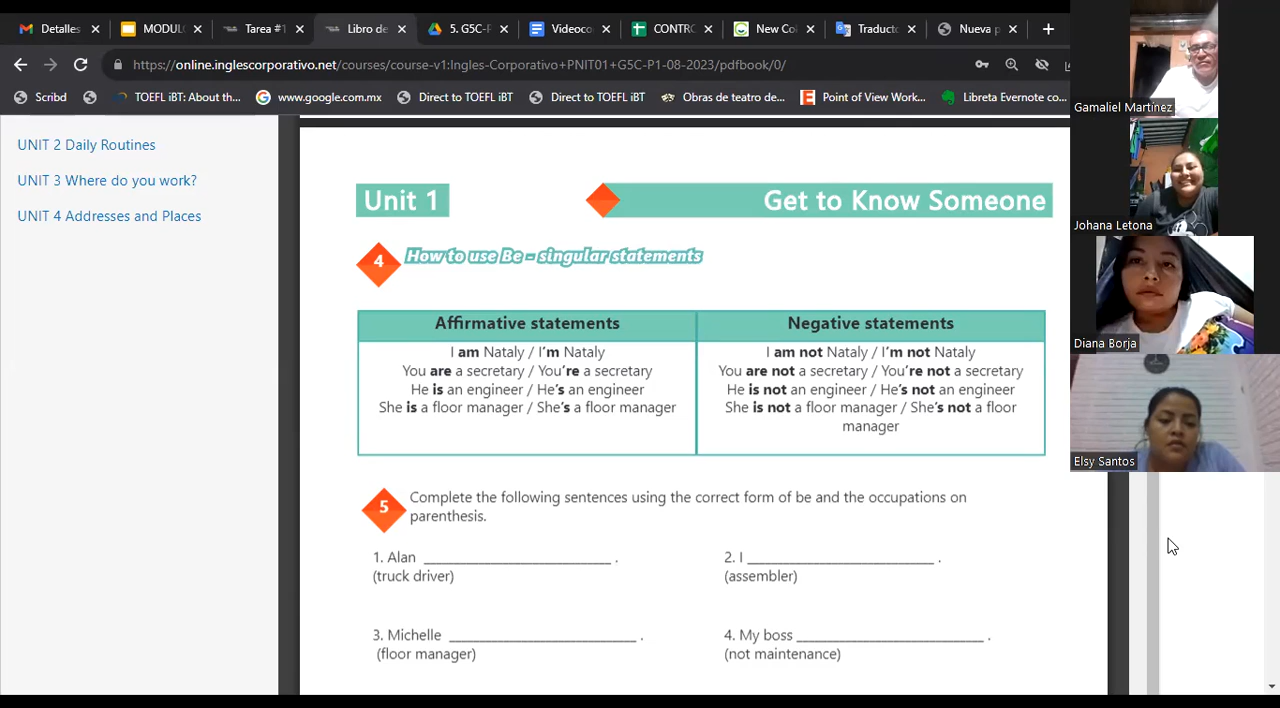 Detalles
MODUL
Tarea #1
Libro de
5. G5C-
Videoco
CONTRO
New Co
Traducto
Nueva p
https://online.inglescorporativo.net/courses/course-v1:Ingles-Corporativo+PNIT01+G5C-P1-08-2023/pdfbook/0/
Scribd
TOEFL iBT: About th...
www.google.com.mx
Direct to TOEFL iBT
Direct to TOEFL iBT
Obras de teatro de...
Point of View Work...
Libreta Evernote co...
UNIT 2 Daily Routines
UNIT 3 Where do you work?
UNIT 4 Addresses and Places
Unit 1
Get to Know Someone
4
How to use Be - singular statements
Affirmative statements
I am Nataly / I'm Nataly
You are a secretary / You're a secretary
He is an engineer / He's an engineer
She is a floor manager / She's a floor manager
Negative statements
I am not Nataly / I'm not Nataly
You are not a secretary / You're not a secretary
He is not an engineer / He's not an engineer
She is not a floor manager / She's not a floor
manager
5
Complete the following sentences using the correct form of be and the occupations on
parenthesis.
1. Alan ____________________________ .
(truck driver)
2. I ____________________________ .
(assembler)
3. Michelle ____________________________ .
(floor manager)
4. My boss ____________________________ .
(not maintenance)
Gamaliel Martínez
Johana Letona
Diana Borja
Elsy Santos